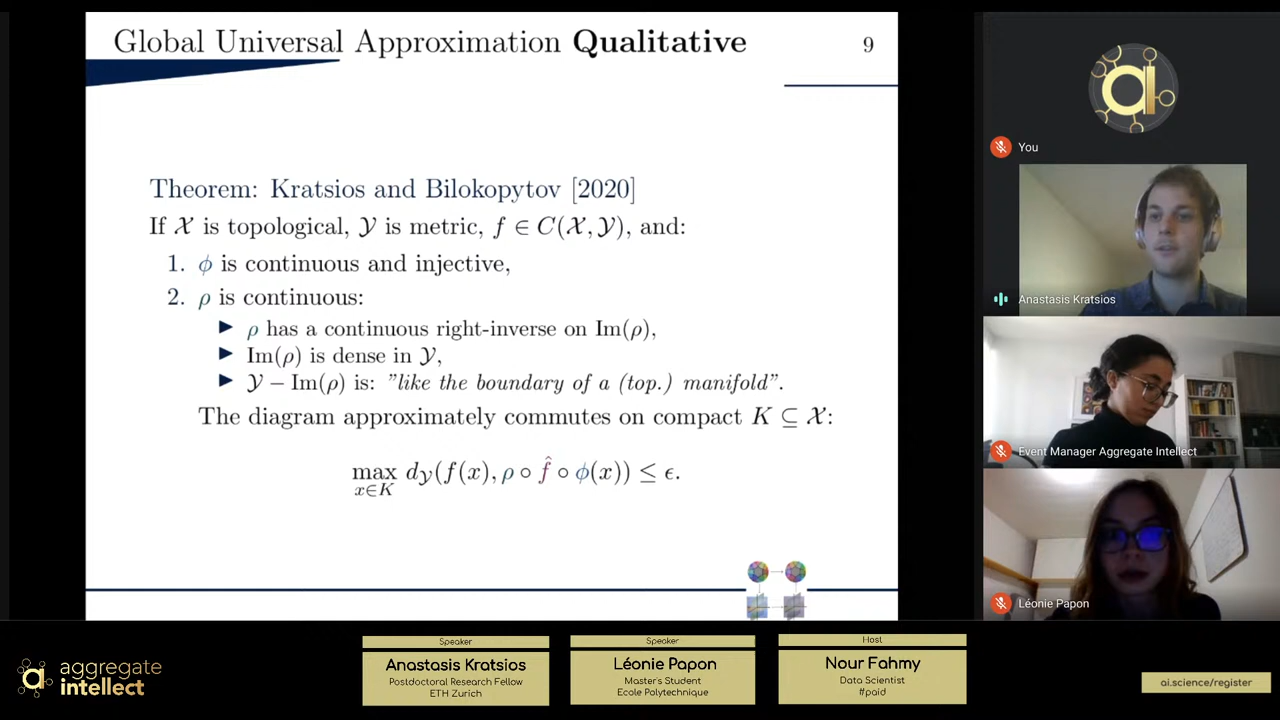 Global Universal Approximation Qualitative
9
Theorem: Kratsios and Bilokopytov [2020]
If 𝒳 is topological, 𝒴 is metric, f ∈ C(𝒳, 𝒴), and:
1. ϕ is continuous and injective,
2. ρ is continuous:
▶ ρ has a continuous right-inverse on Im(ρ),
▶ Im(ρ) is dense in 𝒴,
▶ 𝒴 − Im(ρ) is: "like the boundary of a (top.) manifold".
The diagram approximately commutes on compact K ⊆ 𝒳:
max d𝒴(f(x), ρ ∘ f̂ ∘ ϕ(x)) ≤ ϵ.
x∈K
You
Anastasis Kratsios
Event Manager Aggregate Intellect
Léonie Papon
aggregate
intellect
Speaker
Anastasis Kratsios
Postdoctoral Research Fellow
ETH Zurich
Speaker
Léonie Papon
Master's Student
Ecole Polytechnique
Host
Nour Fahmy
Data Scientist
#paid
ai.science/register